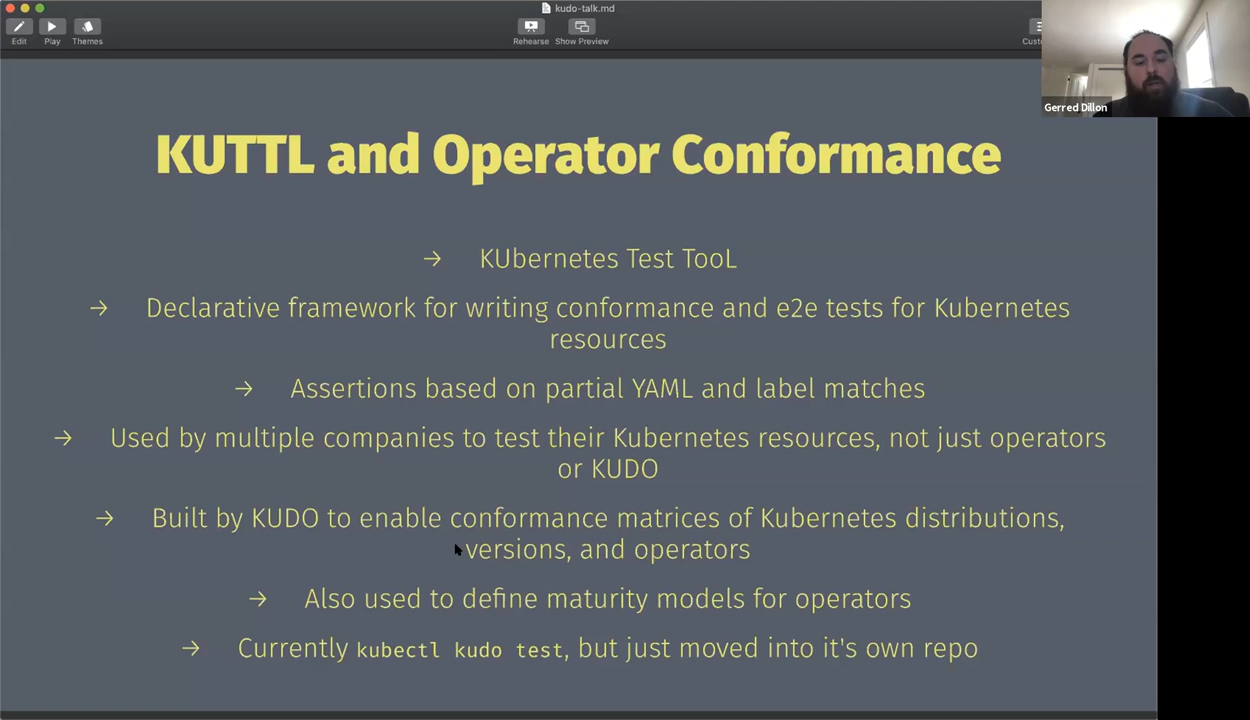 kudo-talk.md
Edit
Play
Themes
Rehearse
Show Preview
Gerred Dillon
KUTTL and Operator Conformance
→ KUbernetes Test TooL
→ Declarative framework for writing conformance and e2e tests for Kubernetes
resources
→ Assertions based on partial YAML and label matches
→ Used by multiple companies to test their Kubernetes resources, not just operators
or KUDO
→ Built by KUDO to enable conformance matrices of Kubernetes distributions,
versions, and operators
→ Also used to define maturity models for operators
→ Currently kubectl kudo test, but just moved into it's own repo